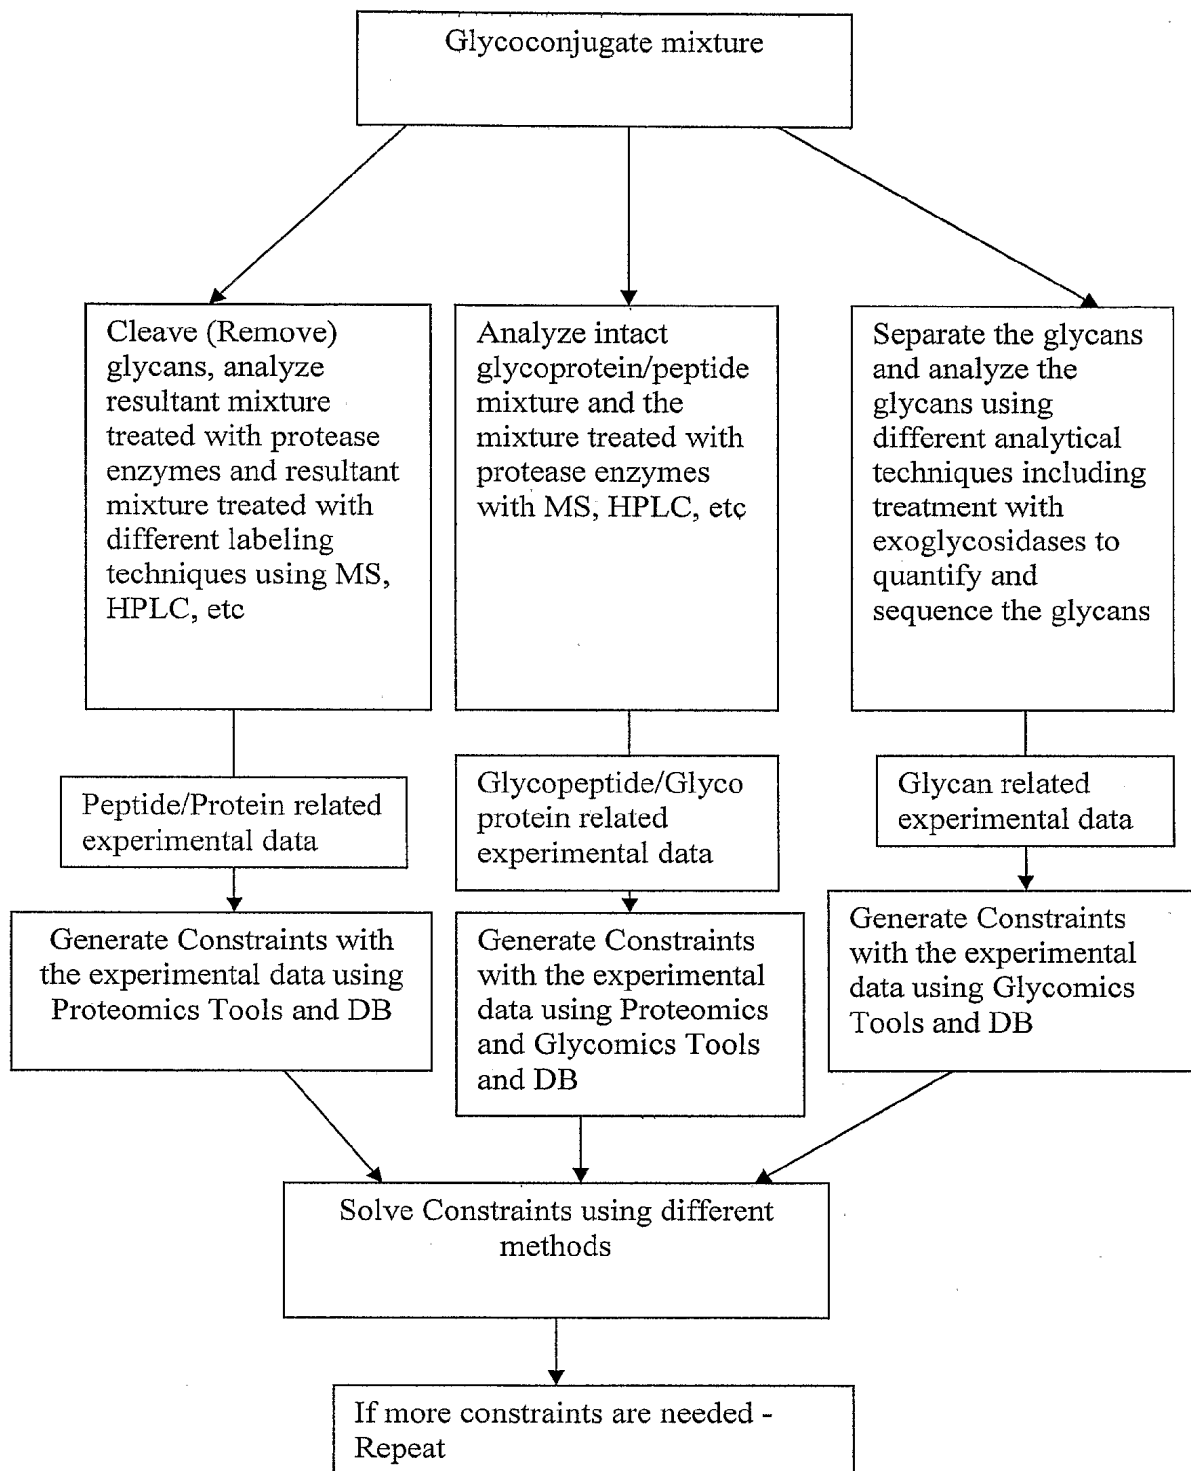 Glycoconjugate mixture
Cleave (Remove)
glycans, analyze
resultant mixture
treated with protease
enzymes and resultant
mixture treated with
different labeling
techniques using MS,
HPLC, etc
Analyze intact
glycoprotein/peptide
mixture and the
mixture treated with
protease enzymes
with MS, HPLC, etc
Separate the glycans
and analyze the
glycans using
different analytical
techniques including
treatment with
exoglycosidases to
quantify and
sequence the glycans
Peptide/Protein related
experimental data
Glycopeptide/Glyco
protein related
experimental data
Glycan related
experimental data
Generate Constraints with
the experimental data using
Proteomics Tools and DB
Generate Constraints
with the experimental
data using Proteomics
and Glycomics Tools
and DB
Generate Constraints
with the experimental
data using Glycomics
Tools and DB
Solve Constraints using different
methods
If more constraints are needed -
Repeat